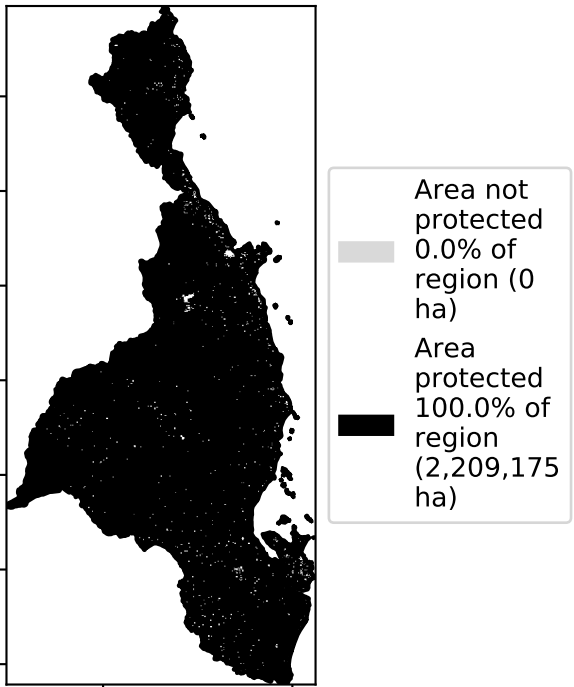 Area not
protected
0.0% of
region (0
ha)
Area
protected
100.0% of
region
(2,209,175
ha)